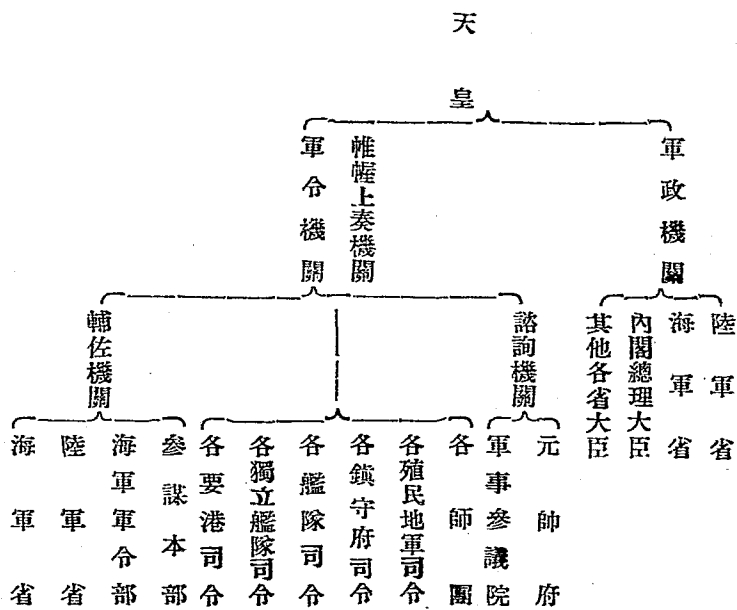 天皇
軍政機關
陸軍省
海軍省
內閣總理大臣
其他各省大臣
帷幄上奏機關
軍令機關
諮詢機關
元帥府
軍事參議院
各師團
各殖民地軍司令
各鎮守府司令
各艦隊司令
各獨立艦隊司令
各要港司令
輔佐機關
參謀本部
海軍軍令部
陸軍省
海軍省